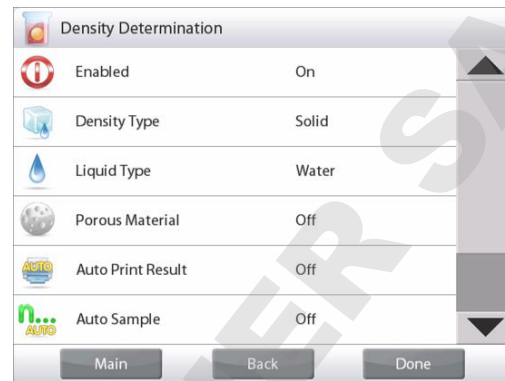 Density Determination
Enabled On
Density Type Solid
Liquid Type Water
Porous Material Off
AUTO
Auto Print Result Off
n...
AUTO
Auto Sample Off
Main Back Done